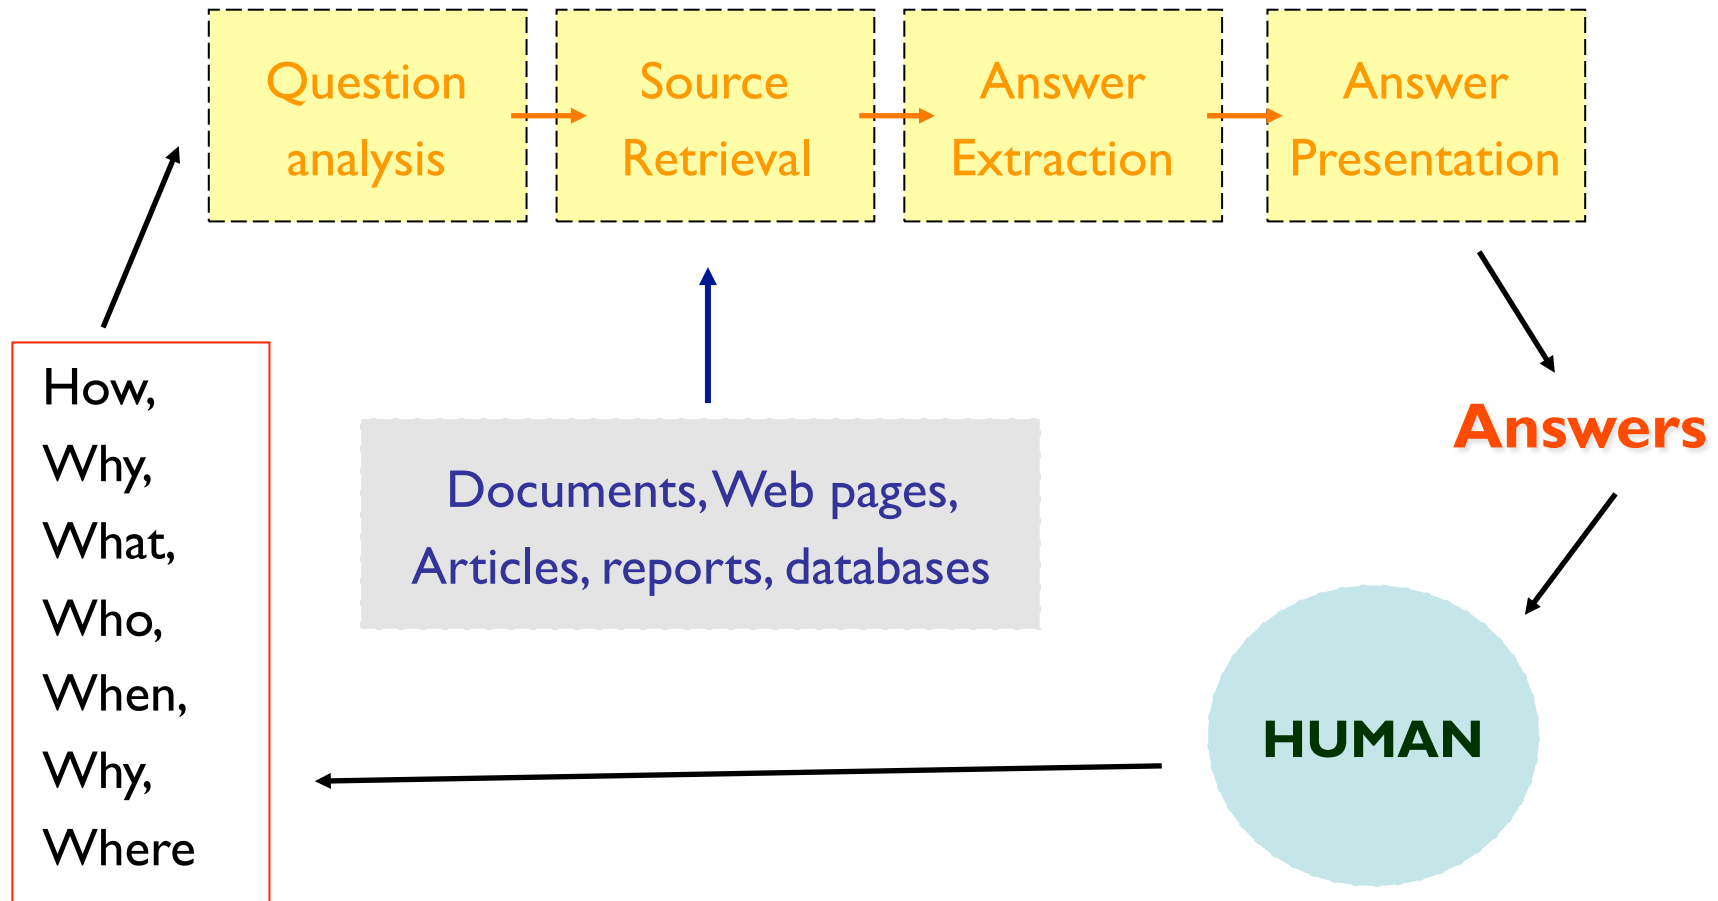 Question
analysis
Source
Retrieval
Answer
Extraction
Answer
Presentation
How,
Why,
What,
Who,
When,
Why,
Where
Documents, Web pages,
Articles, reports, databases
Answers
HUMAN